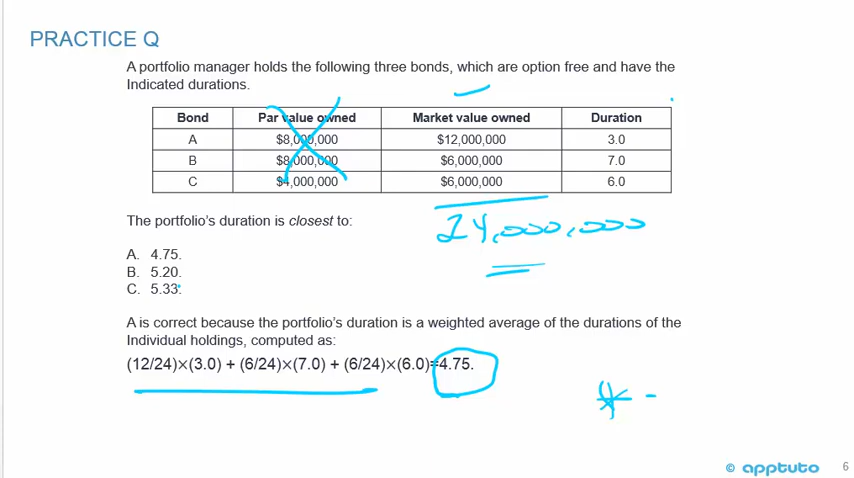 PRACTICE Q
A portfolio manager holds the following three bonds, which are option free and have the
Indicated durations.
Bond Par value owned Market value owned Duration
A $8,000,000 $12,000,000 3.0
B $8,000,000 $6,000,000 7.0
C $4,000,000 $6,000,000 6.0
24,000,000
The portfolio's duration is closest to:
A. 4.75.
B. 5.20.
C. 5.33.
A is correct because the portfolio's duration is a weighted average of the durations of the
Individual holdings, computed as:
(12/24)×(3.0) + (6/24)×(7.0) + (6/24)×(6.0)=4.75.
© apptuto 6